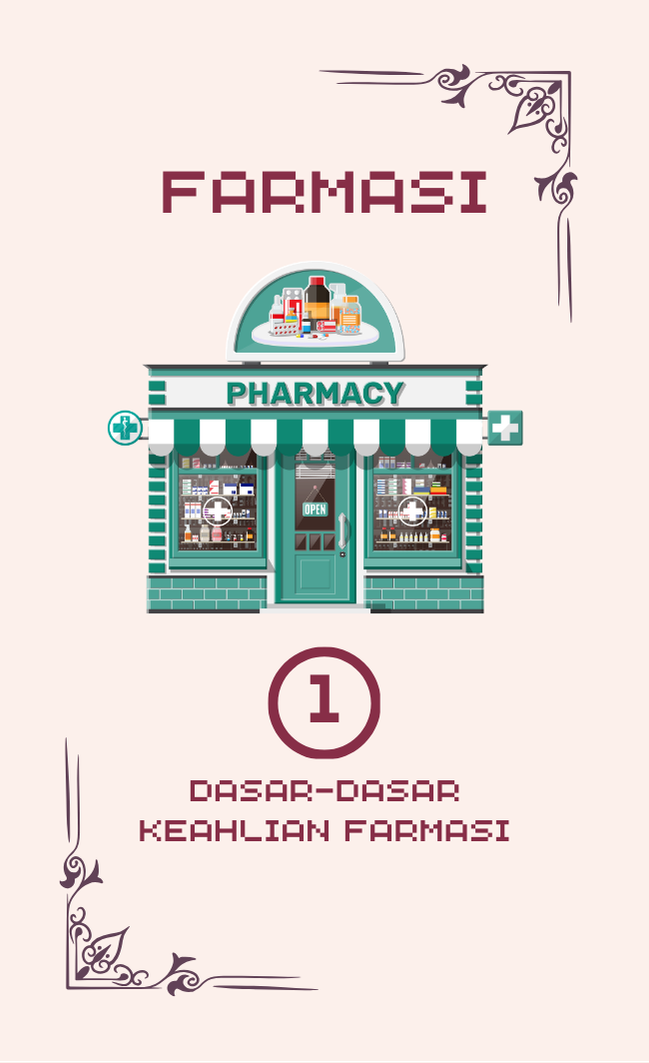 FARMASI
PHARMACY
OPEN
1
DASAR-DASAR
KEAHLIAN FARMASI